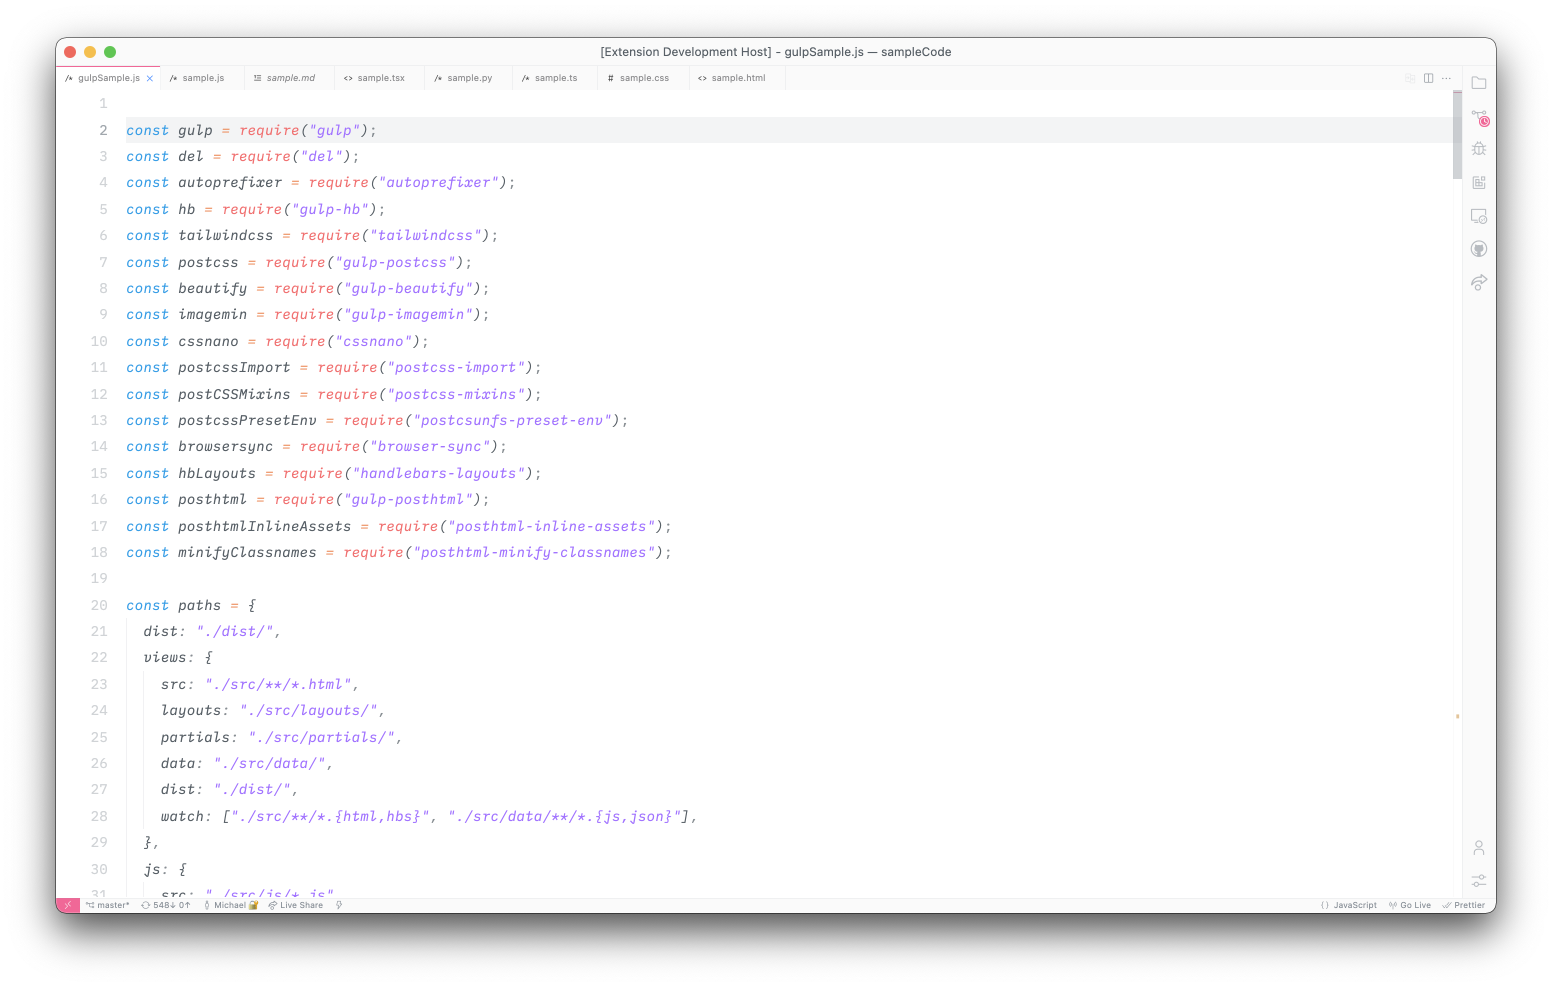 [Extension Development Host] - gulpSample.js — sampleCode
gulpSample.js sample.js sample.md sample.tsx sample.py sample.ts # sample.css <> sample.html
1
2 const gulp = require("gulp");
3 const del = require("del");
4 const autoprefixer = require("autoprefixer");
5 const hb = require("gulp-hb");
6 const tailwindcss = require("tailwindcss");
7 const postcss = require("gulp-postcss");
8 const beautify = require("gulp-beautify");
9 const imagemin = require("gulp-imagemin");
10 const cssnano = require("cssnano");
11 const postcssImport = require("postcss-import");
12 const postCSSMixins = require("postcss-mixins");
13 const postcssPresetEnv = require("postcsunfs-preset-env");
14 const browsersync = require("browser-sync");
15 const hbLayouts = require("handlebars-layouts");
16 const posthtml = require("gulp-posthtml");
17 const posthtmlInlineAssets = require("posthtml-inline-assets");
18 const minifyClassnames = require("posthtml-minify-classnames");
19
20 const paths = {
21 dist: "./dist/",
22 views: {
23 src: "./src/**/*.html",
24 layouts: "./src/layouts/",
25 partials: "./src/partials/",
26 data: "./src/data/",
27 dist: "./dist/",
28 watch: ["./src/**/*.{html,hbs}", "./src/data/**/*.{js,json}"],
29 },
30 js: {
31 src: "./src/js/*.js"
master* 548↓ 0↑ Michael 🔐 Live Share {} JavaScript Go Live Prettier